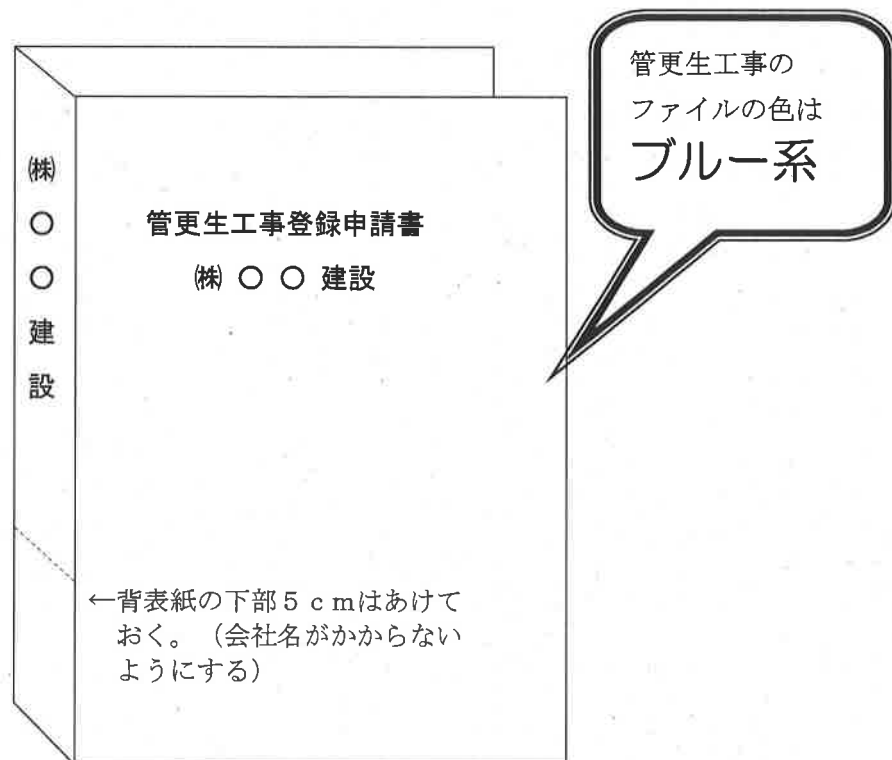 管更生工事の
ファイルの色は
ブルー系
㈱
〇
〇
建
設
管更生工事登録申請書
㈱ 〇 〇 建設
←背表紙の下部5cmはあけて
おく。（会社名がかからない
ようにする）